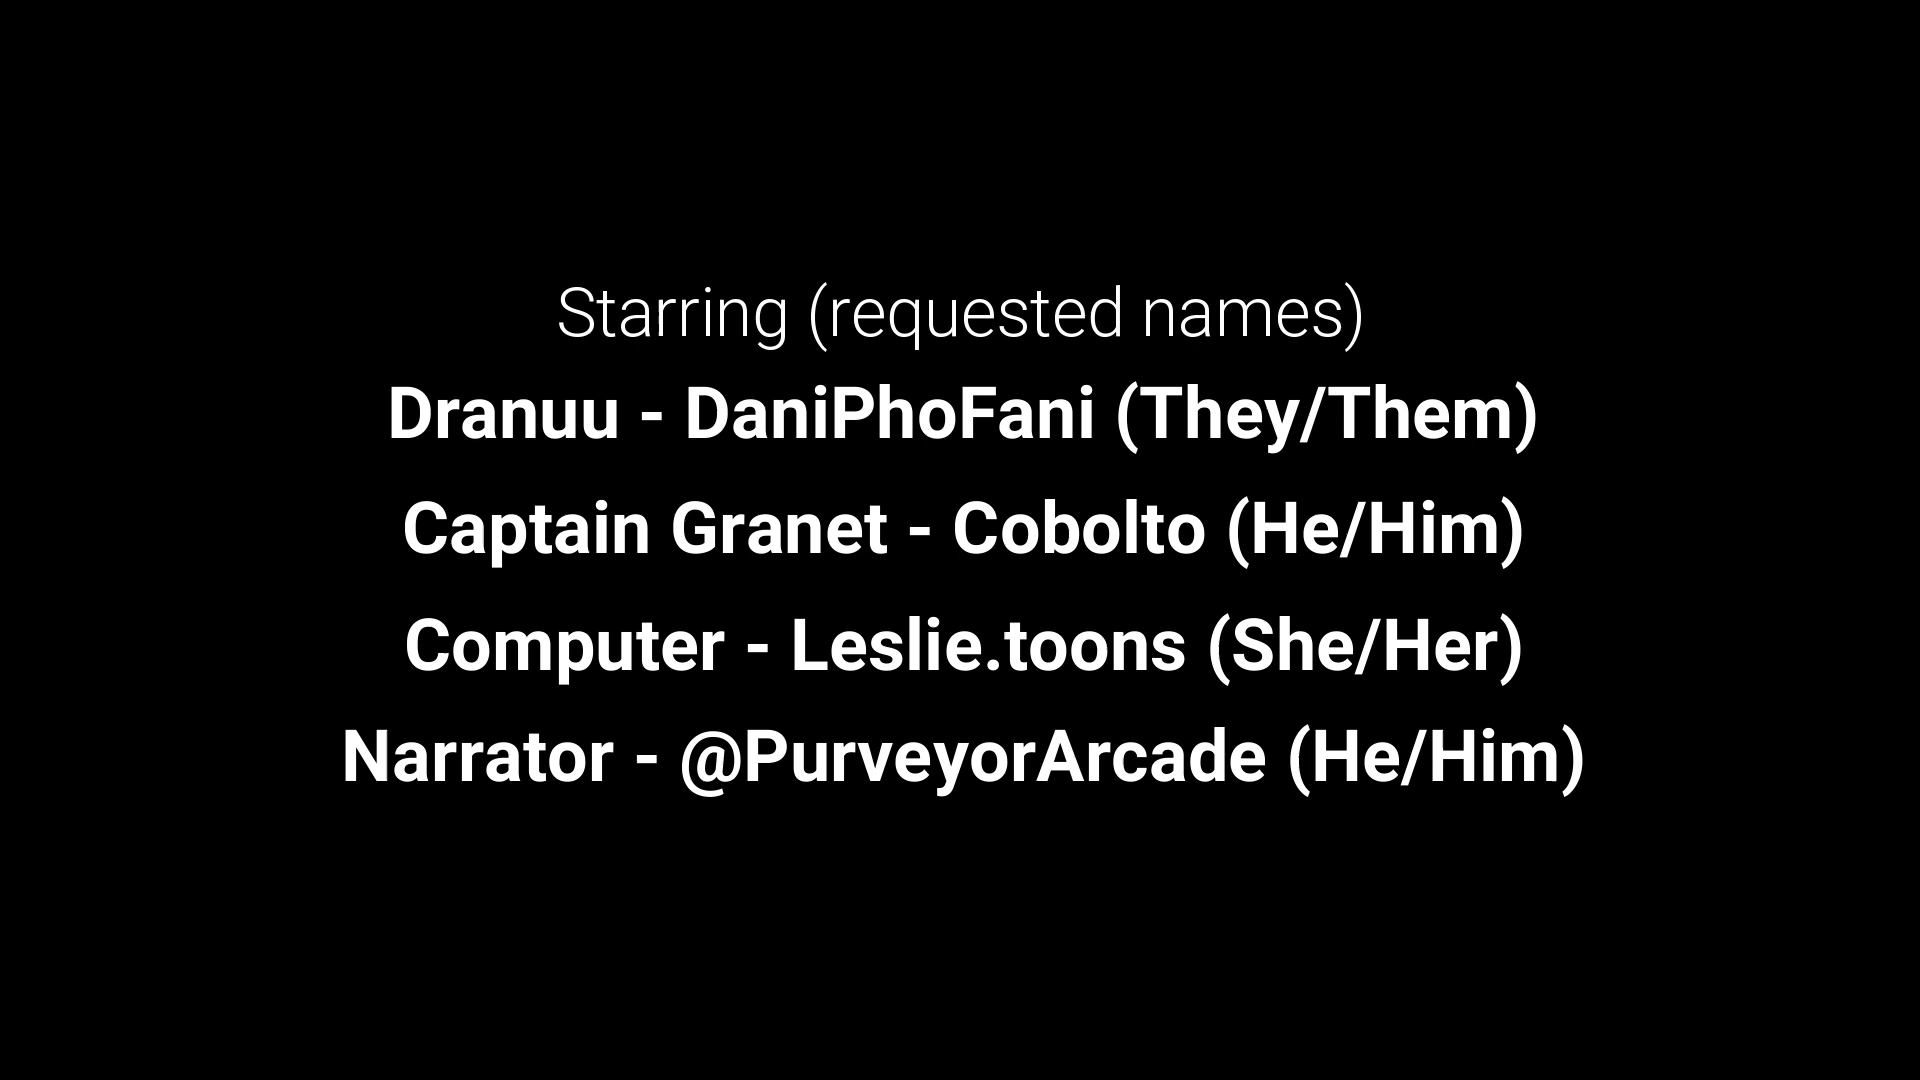 Starring (requested names)
Dranuu - DaniPhoFani (They/Them)
Captain Granet - Cobolto (He/Him)
Computer - Leslie.toons (She/Her)
Narrator - @PurveyorArcade (He/Him)